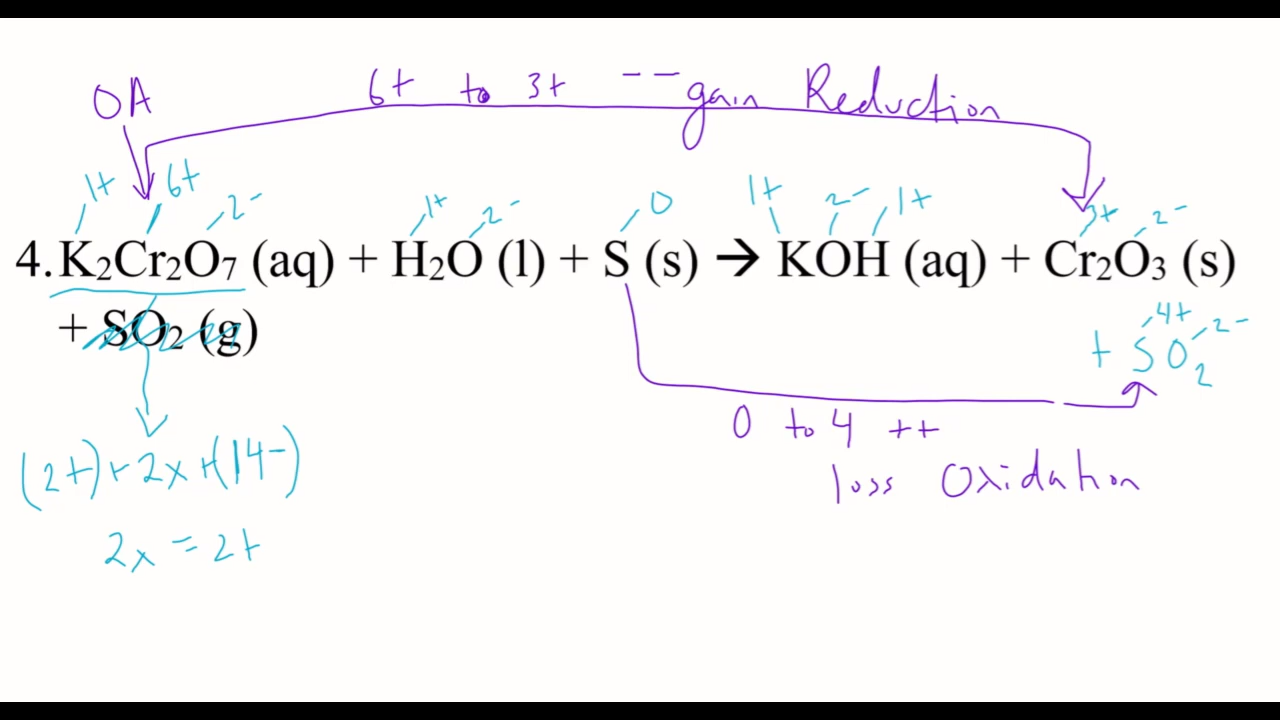 OA 6+ to 3+ -- gain Reduction
1+ 6+ 2- 1+ 2- 0 1+ 2- 1+ 3+ 2-
4. K₂Cr₂O₇ (aq) + H₂O (l) + S (s) → KOH (aq) + Cr₂O₃ (s)
+ SO₂ (g)
4+ 2-
+ SO₂
0 to 4 ++
loss Oxidation
(2+)+2x+(14-)
2x = 2+